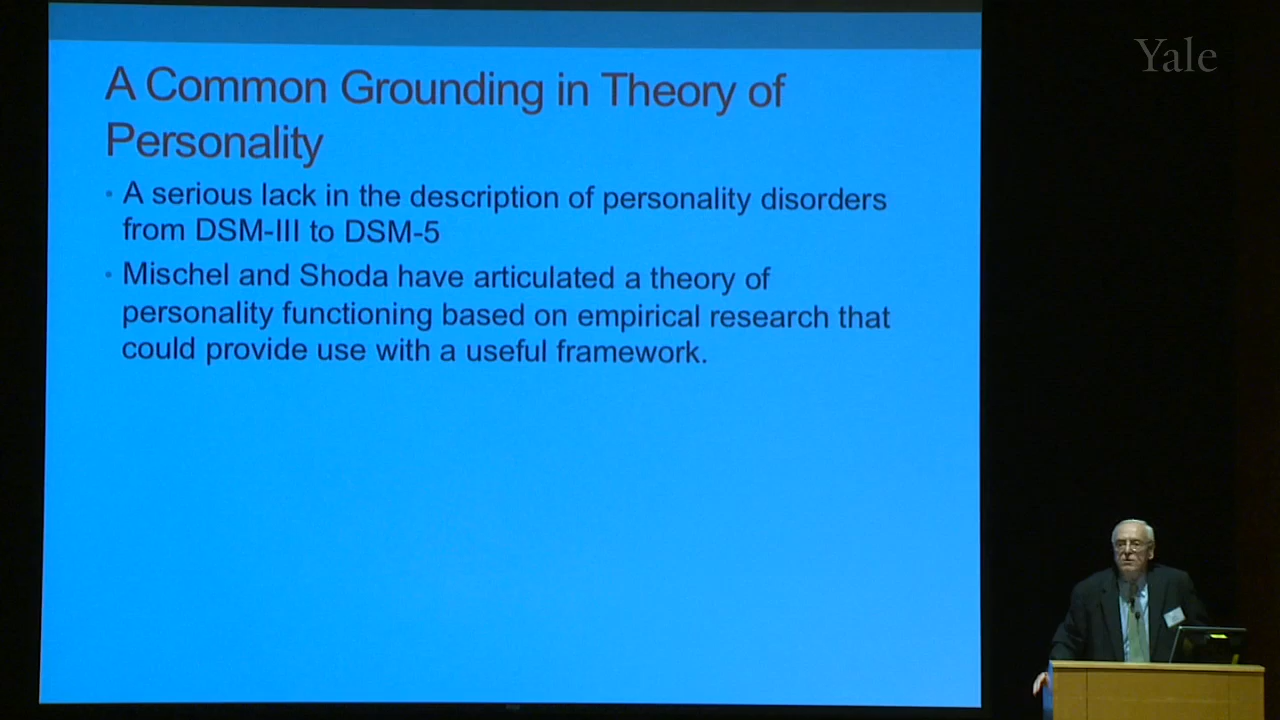 Yale
A Common Grounding in Theory of
Personality
• A serious lack in the description of personality disorders
from DSM-III to DSM-5
• Mischel and Shoda have articulated a theory of
personality functioning based on empirical research that
could provide use with a useful framework.